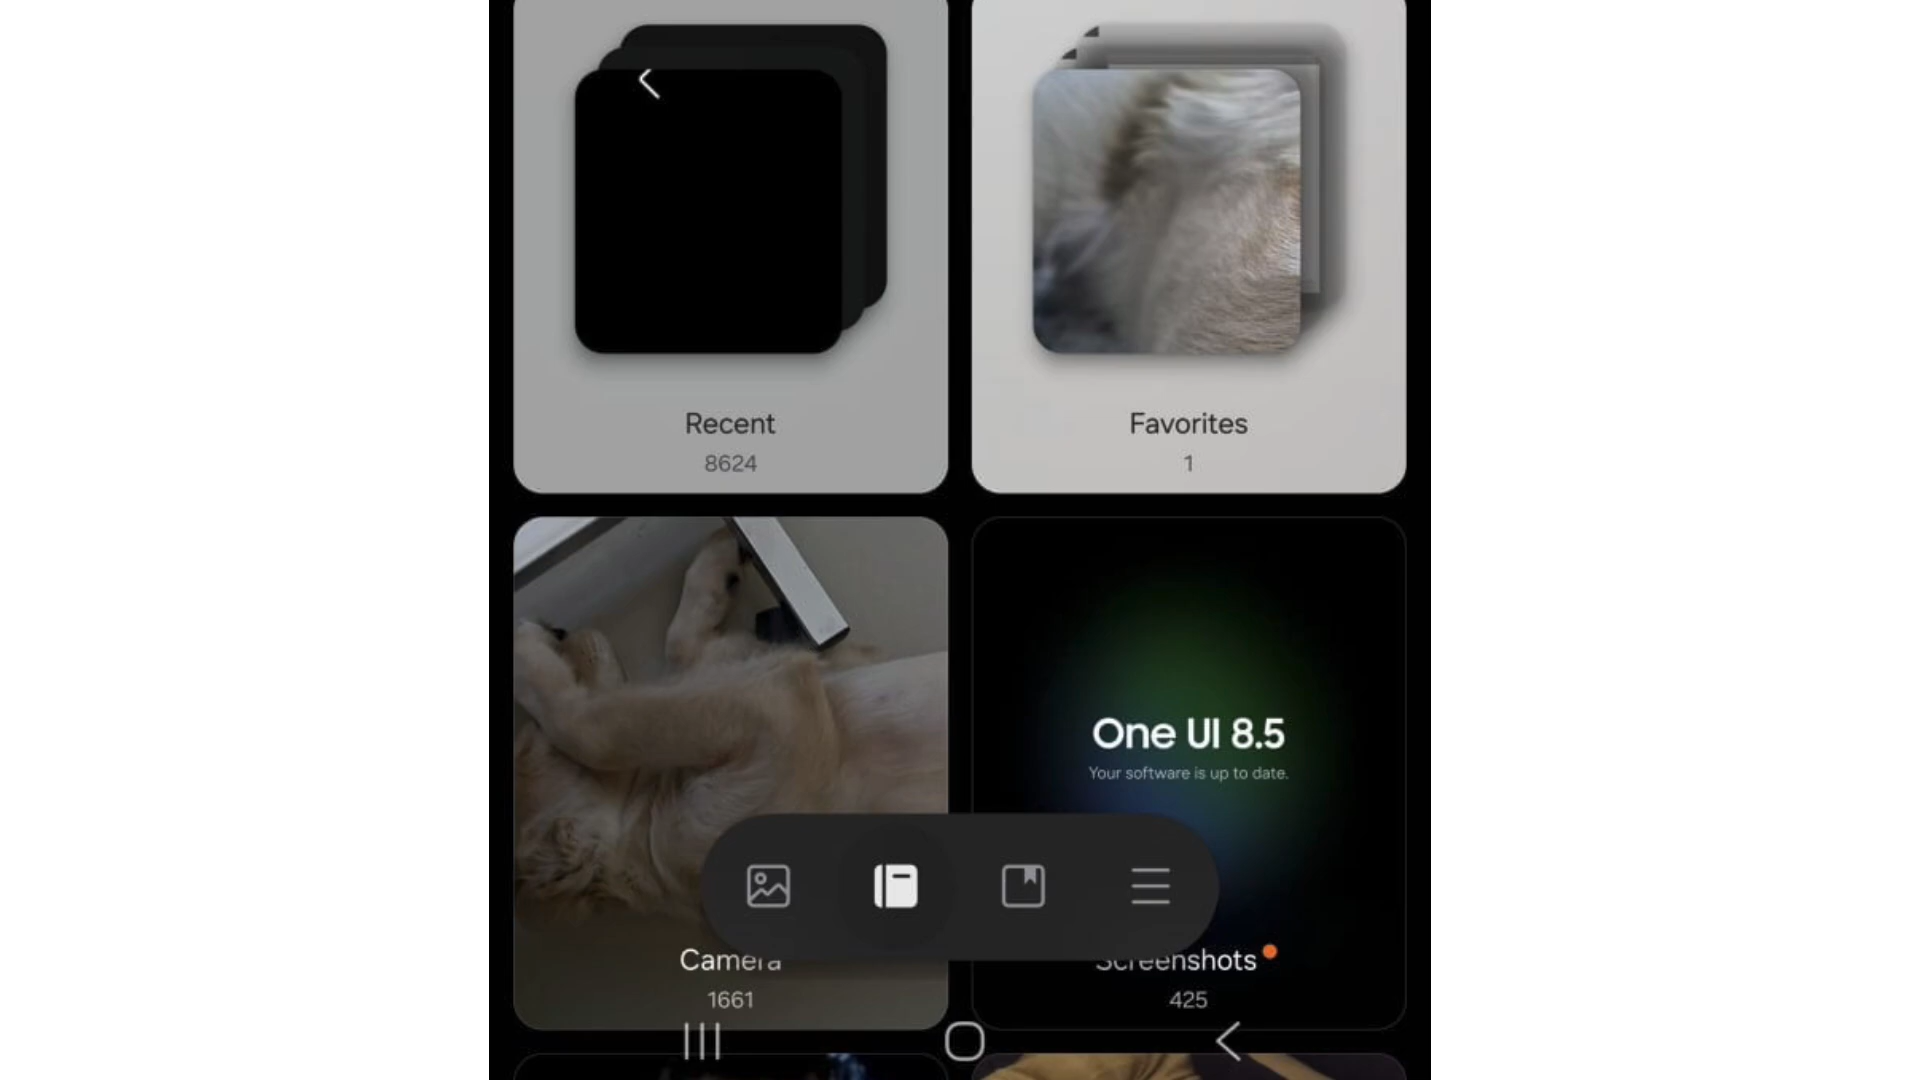 Recent
Favorites
8624
1
One UI 8.5
Your software is up to date.
Camera
Screenshots
1661
425